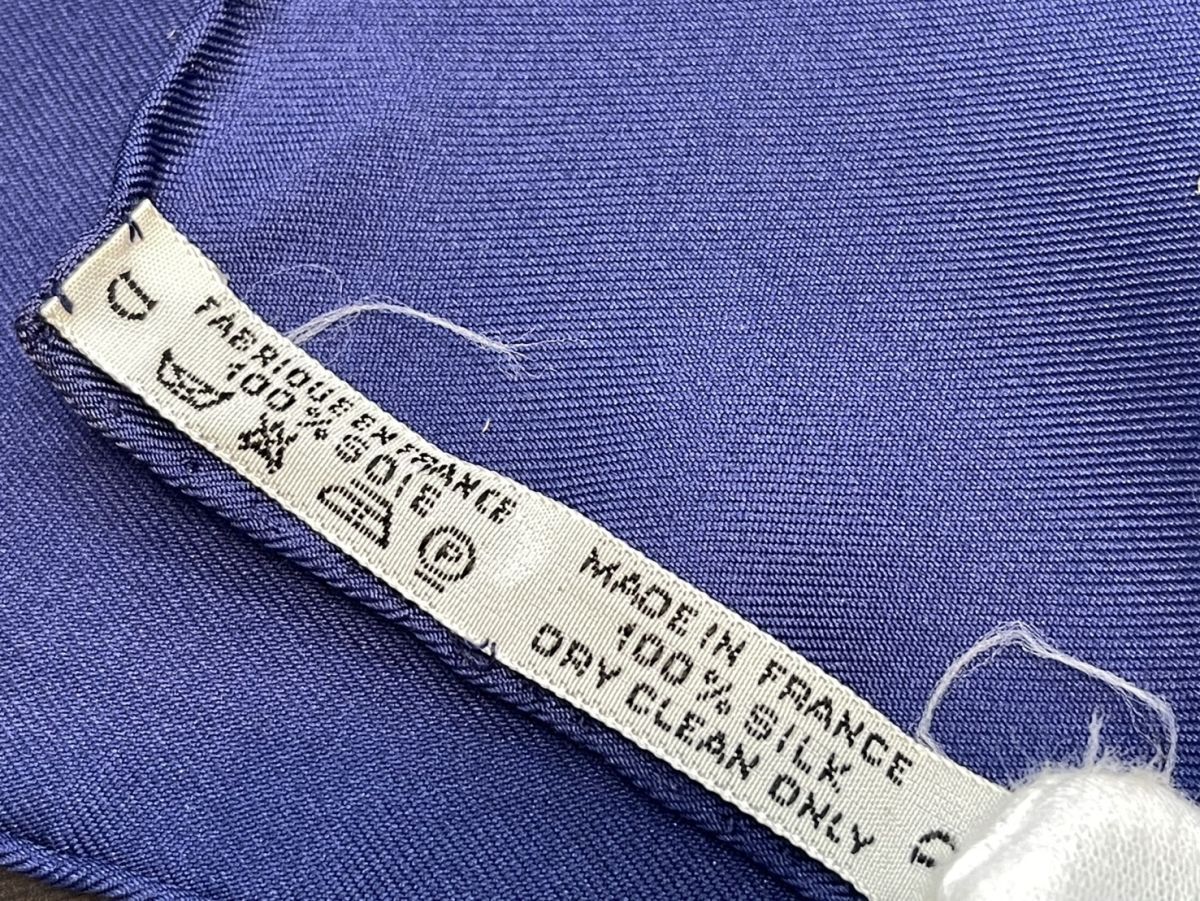 D
FABRIQUE EN FRANCE
100% SOIE
P
MADE IN FRANCE
100% SILK
DRY CLEAN ONLY